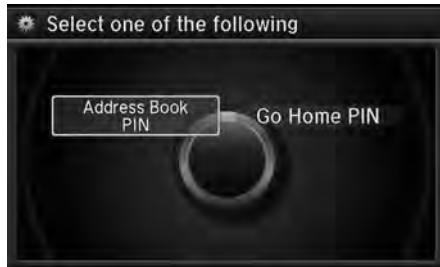 Select one of the following
Address Book
PIN
Go Home PIN